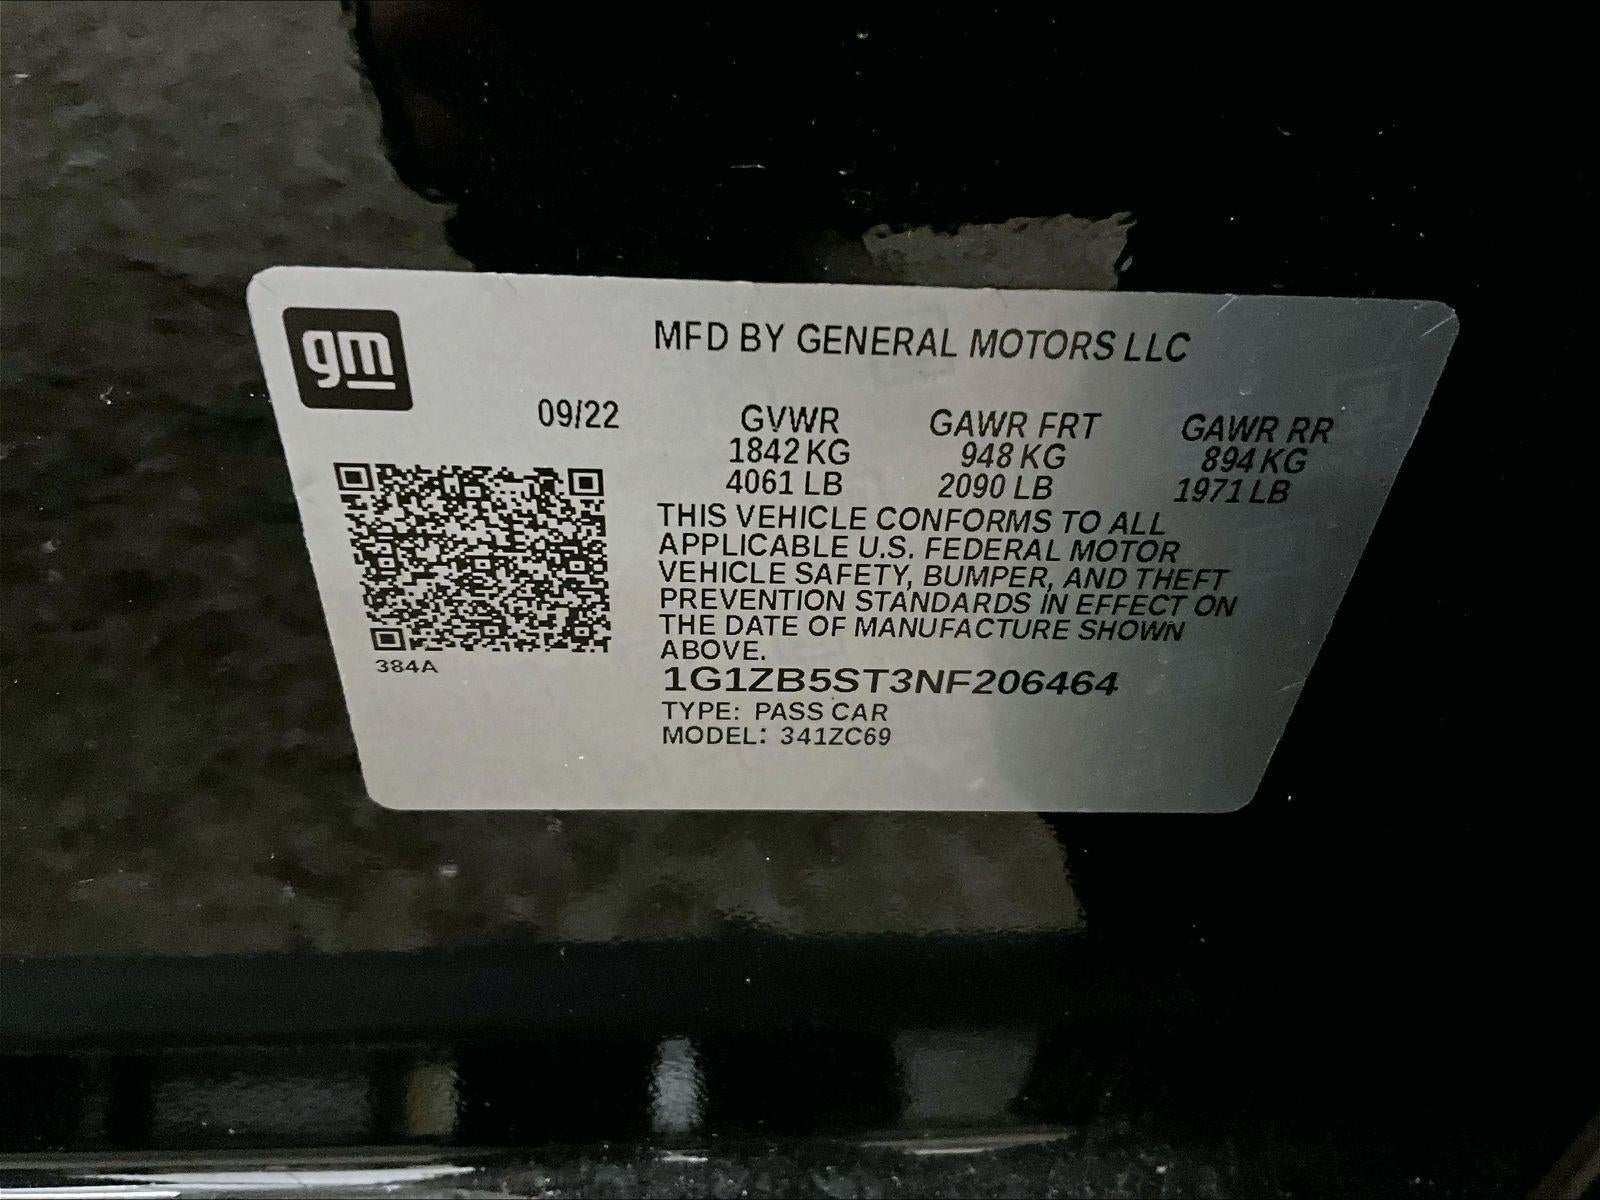 gm
MFD BY GENERAL MOTORS LLC
09/22 GVWR GAWR FRT GAWR RR
1842 KG 948 KG 894 KG
4061 LB 2090 LB 1971 LB
THIS VEHICLE CONFORMS TO ALL
APPLICABLE U.S. FEDERAL MOTOR
VEHICLE SAFETY, BUMPER, AND THEFT
PREVENTION STANDARDS IN EFFECT ON
THE DATE OF MANUFACTURE SHOWN
ABOVE.
384A
1G1ZB5ST3NF206464
TYPE: PASS CAR
MODEL: 341ZC69